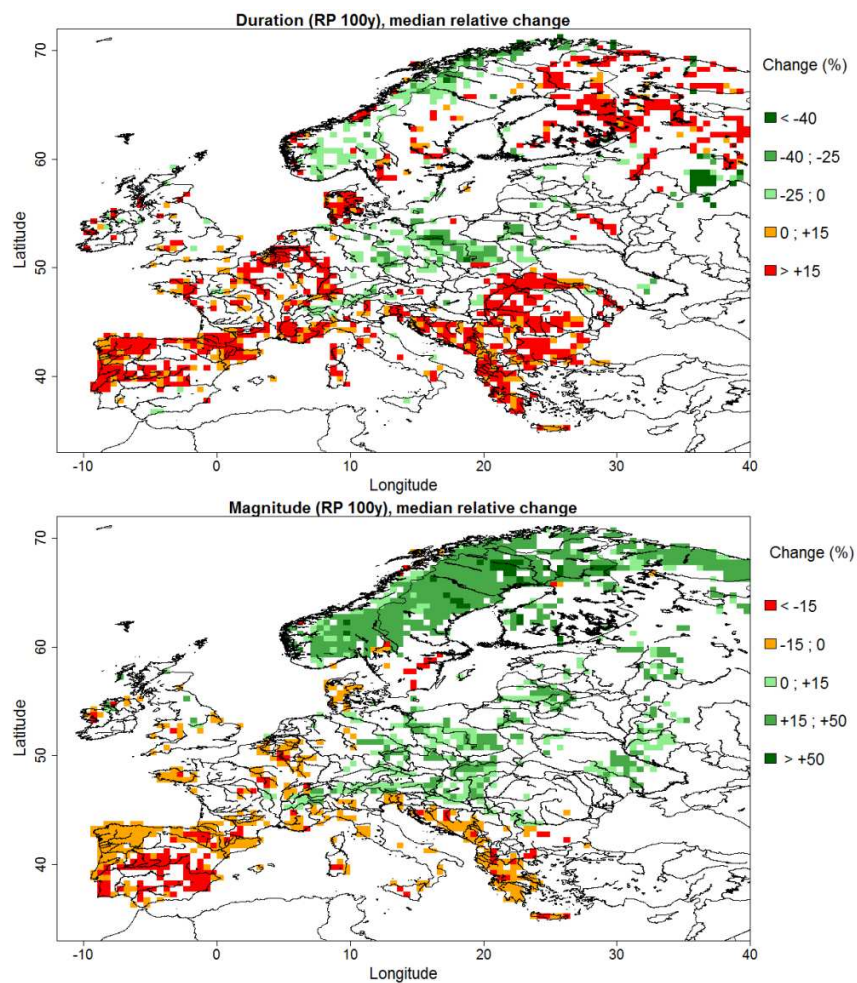 Duration (RP 100y), median relative change
70
60
50
40
Latitude
-10 0 10 20 30 40
Longitude
Change (%)
< -40
-40 ; -25
-25 ; 0
0 ; +15
> +15
Magnitude (RP 100y), median relative change
70
60
50
40
Latitude
-10 0 10 20 30 40
Longitude
Change (%)
< -15
-15 ; 0
0 ; +15
+15 ; +50
> +50